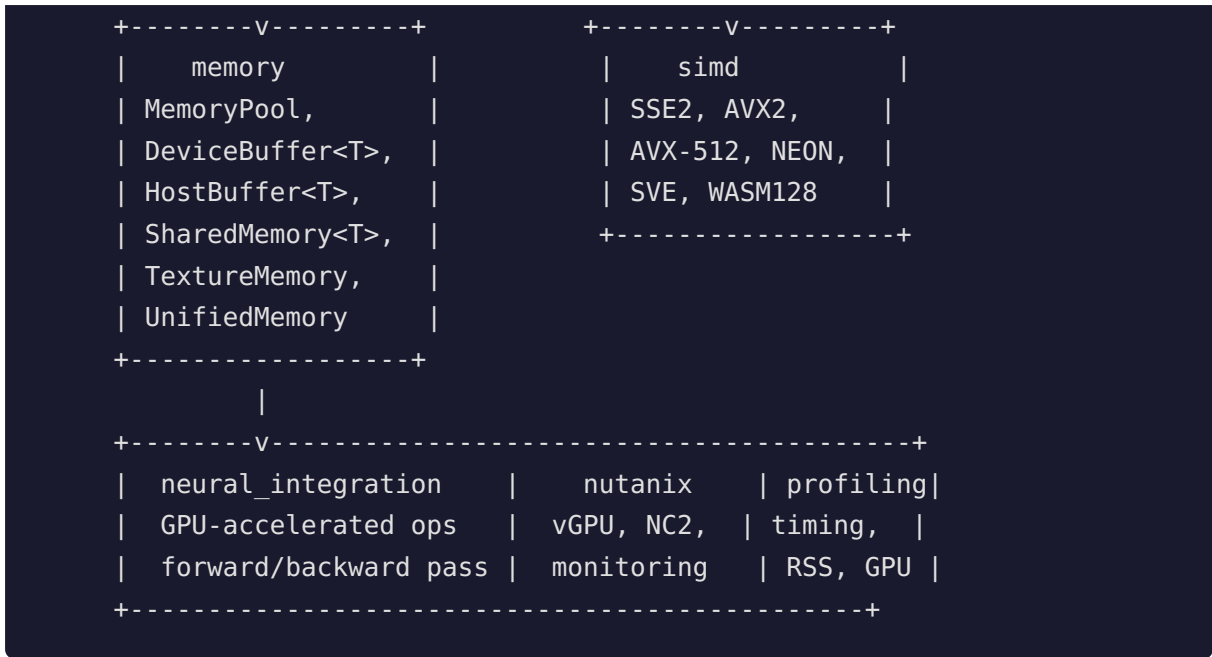 +--------v---------+          +--------v---------+
|    memory         |          |    simd           |
| MemoryPool,       |          | SSE2, AVX2,      |
| DeviceBuffer<T>,  |          | AVX-512, NEON,  |
| HostBuffer<T>,    |          | SVE, WASM128    |
| SharedMemory<T>,  |          +------------------+
| TextureMemory,    |
| UnifiedMemory     |
+------------------+
|
+--------v-----------------------------------------+
|  neural_integration    |    nutanix    | profiling|
|  GPU-accelerated ops   |  vGPU, NC2,  | timing,  |
|  forward/backward pass |  monitoring   | RSS, GPU |
+-----------------------------------------------+